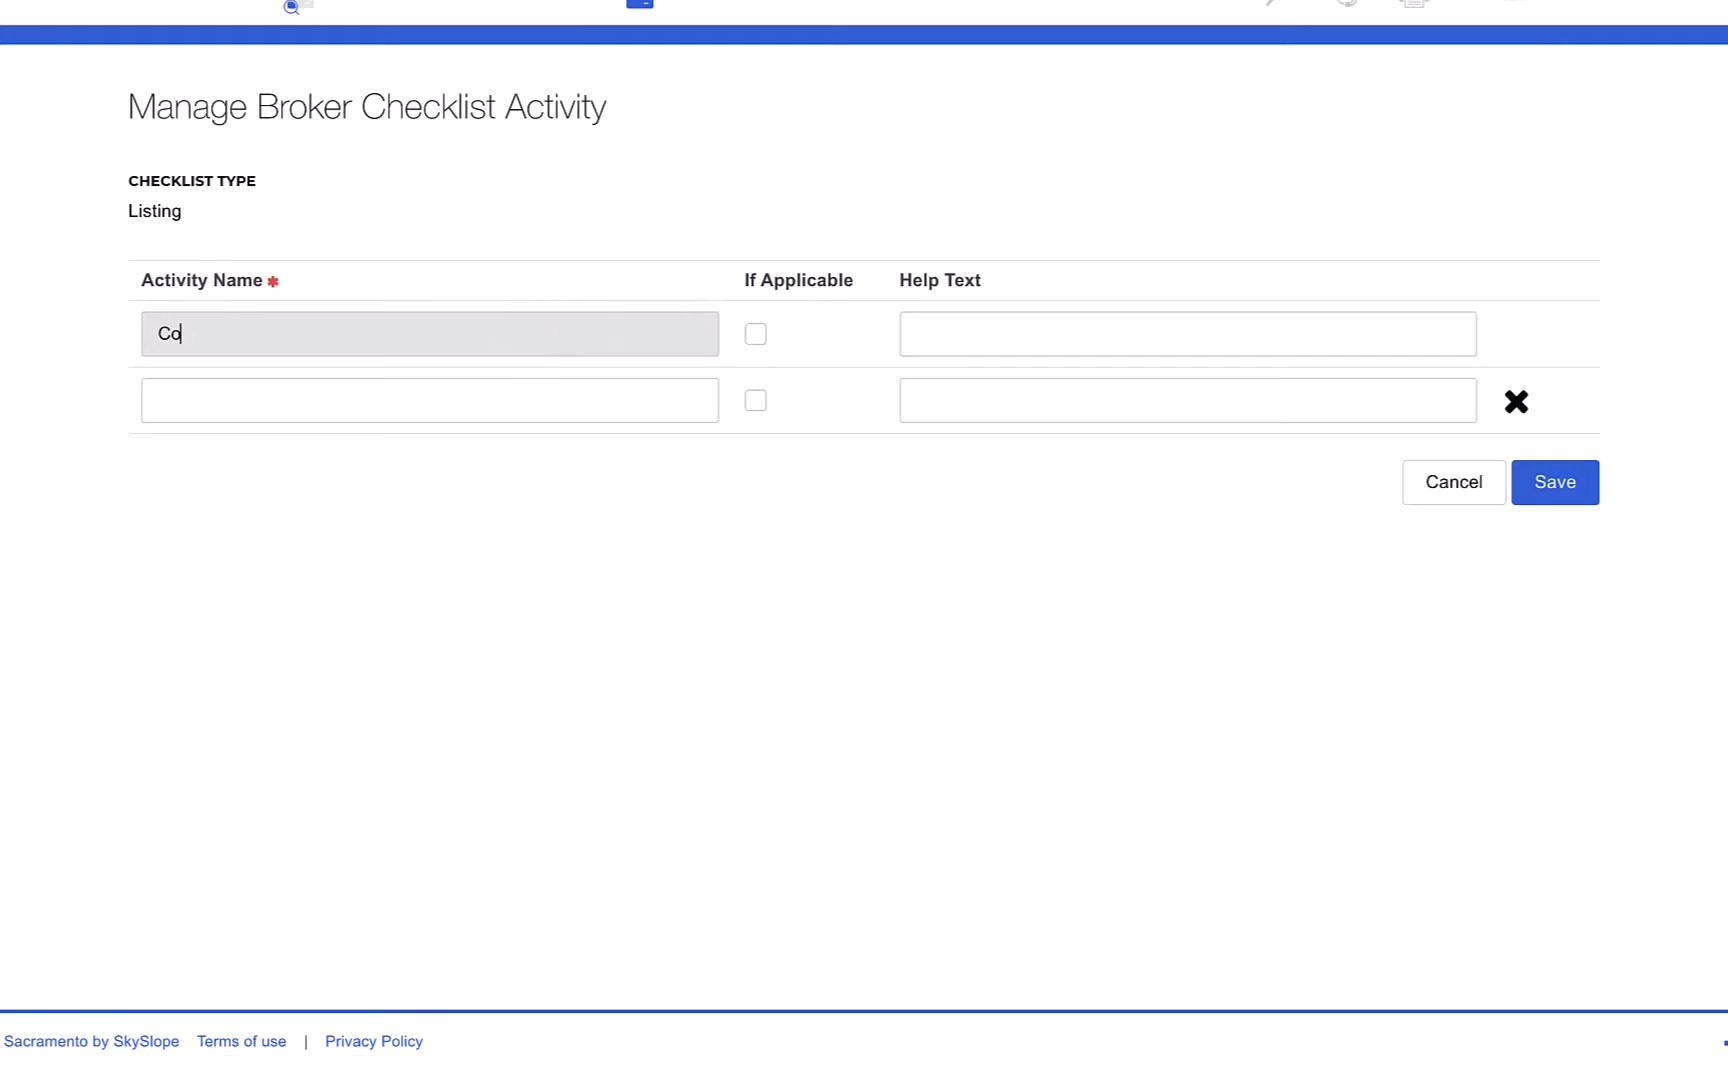 Manage Broker Checklist Activity
CHECKLIST TYPE
Listing
Activity Name * If Applicable Help Text
Co
Cancel Save
Sacramento by SkySlope Terms of use | Privacy Policy